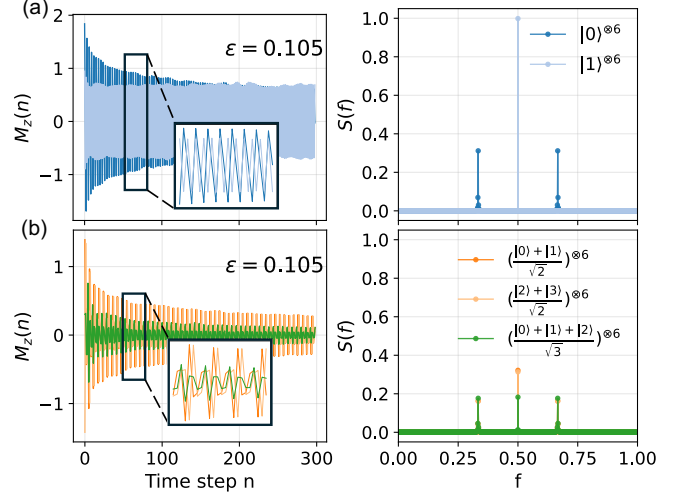 (a)
2
1
0
−1
M_z(n)
ε = 0.105
1.0
0.8
0.6
0.4
0.2
0.0
S(f)
|0⟩^⊗6
|1⟩^⊗6
(b)
1
0
−1
M_z(n)
ε = 0.105
0
100
200
300
Time step n
1.0
0.8
0.6
0.4
0.2
0.0
S(f)
(|0⟩ + |1⟩/√2)^⊗6
(|2⟩ + |3⟩/√2)^⊗6
(|0⟩ + |1⟩ + |2⟩/√3)^⊗6
0.00
0.25
0.50
0.75
1.00
f